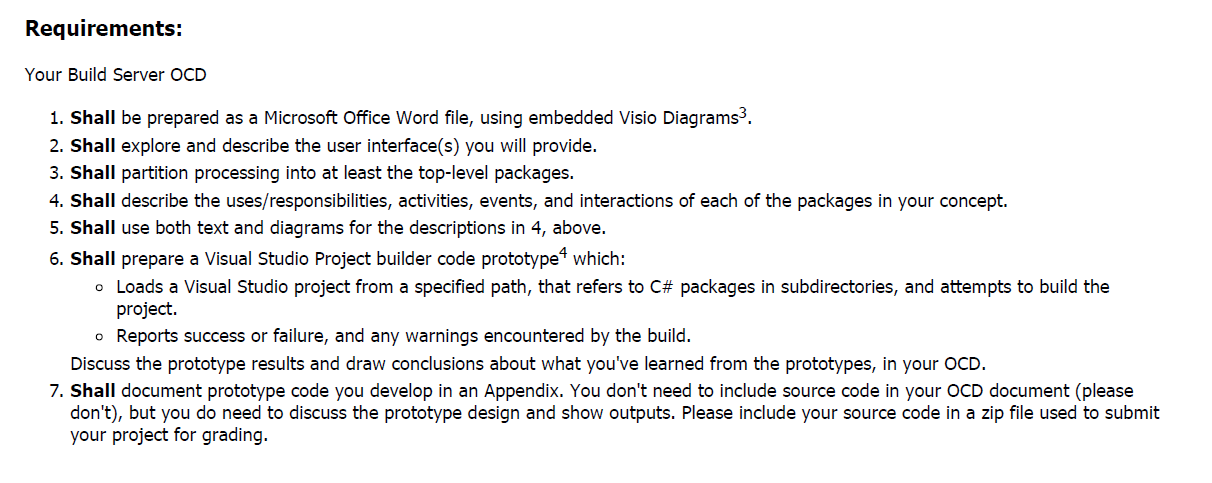 Requirements:
Your Build Server OCD
1. Shall be prepared as a Microsoft Office Word file, using embedded Visio Diagrams3.
2. Shall explore and describe the user interface(s) you will provide.
3. Shall partition processing into at least the top-level packages.
4. Shall describe the uses/responsibilities, activities, events, and interactions of each of the packages in your concept.
5. Shall use both text and diagrams for the descriptions in 4, above.
6. Shall prepare a Visual Studio Project builder code prototype4 which:
○ Loads a Visual Studio project from a specified path, that refers to C# packages in subdirectories, and attempts to build the
project.
○ Reports success or failure, and any warnings encountered by the build.
Discuss the prototype results and draw conclusions about what you've learned from the prototypes, in your OCD.
7. Shall document prototype code you develop in an Appendix. You don't need to include source code in your OCD document (please
don't), but you do need to discuss the prototype design and show outputs. Please include your source code in a zip file used to submit
your project for grading.